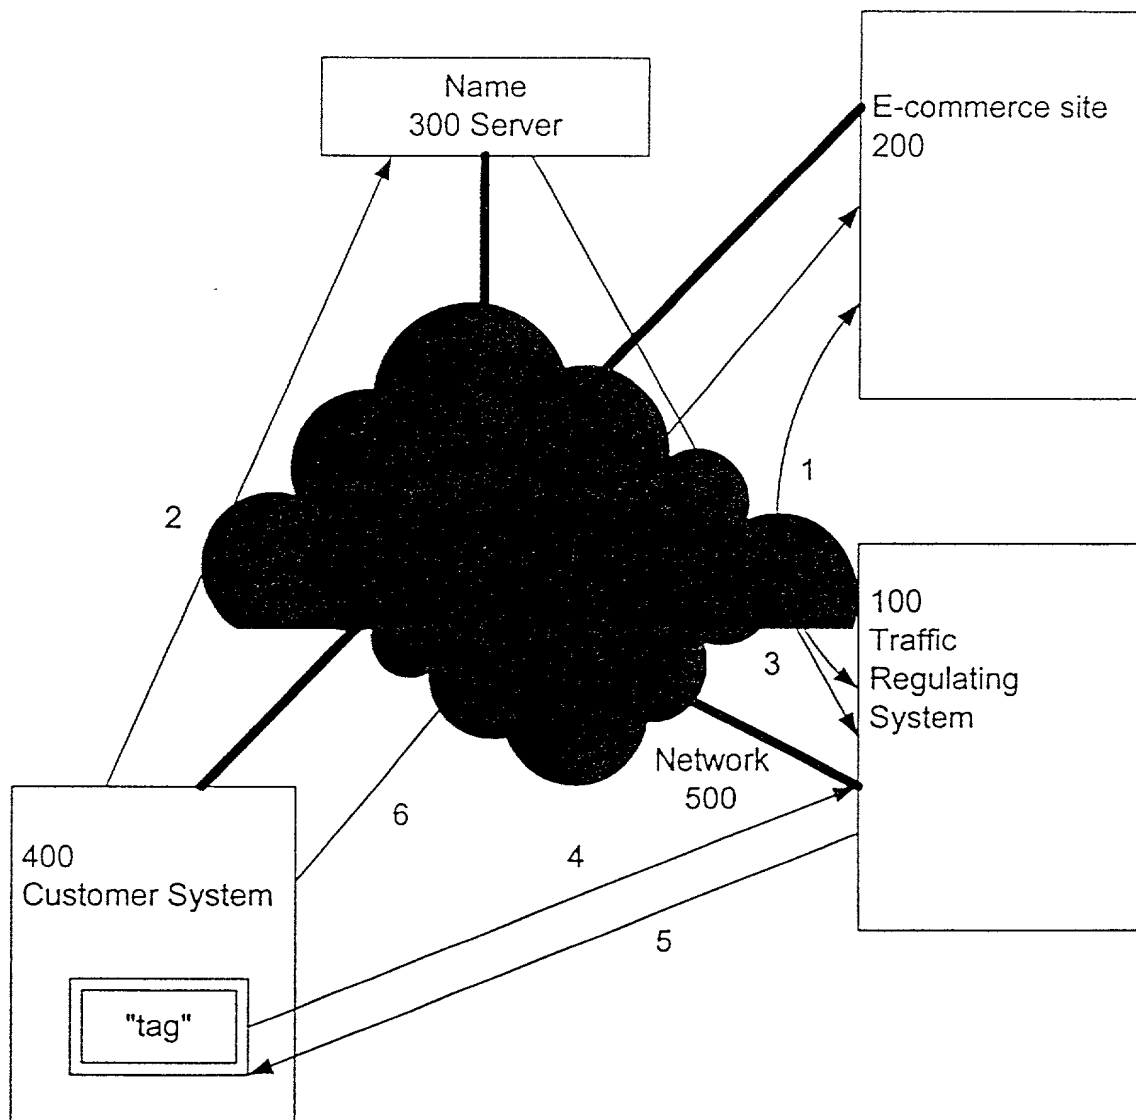 Name
300 Server
E-commerce site
200
1
2
100
Traffic
Regulating
System
3
Network
500
6
4
400
Customer System
5
"tag"